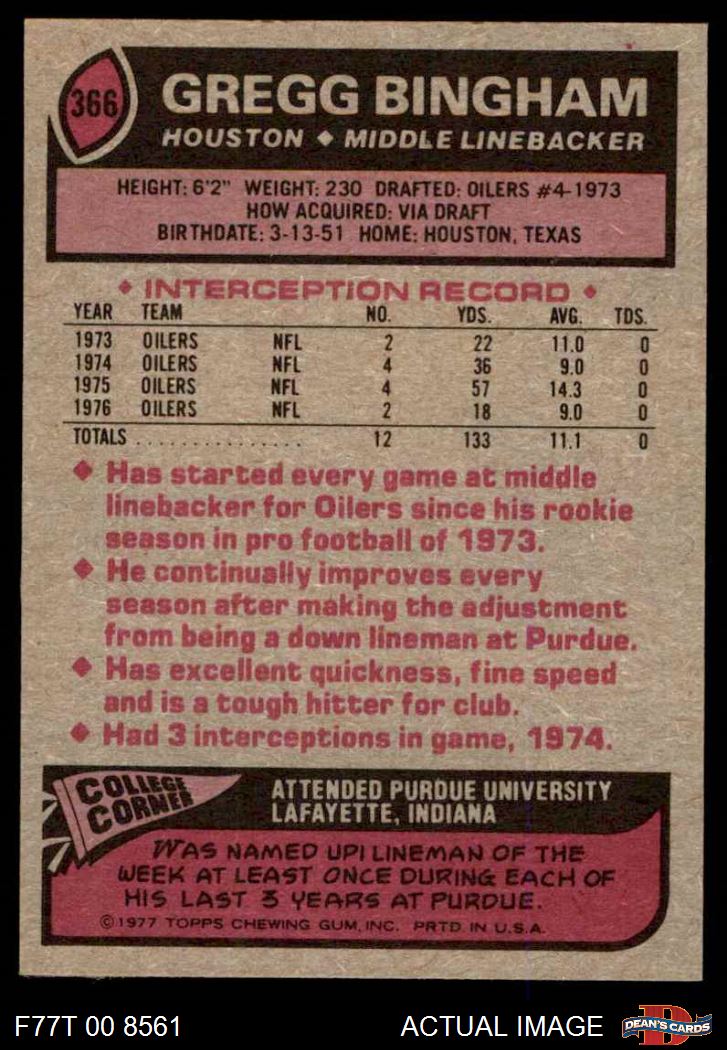 366
GREGG BINGHAM
HOUSTON ◆ MIDDLE LINEBACKER
HEIGHT: 6'2" WEIGHT: 230 DRAFTED: OILERS #4-1973
HOW ACQUIRED: VIA DRAFT
BIRTHDATE: 3-13-51 HOME: HOUSTON, TEXAS
◆ INTERCEPTION RECORD ◆
YEAR TEAM NO. YDS. AVG. TDS.
1973 OILERS NFL 2 22 11.0 0
1974 OILERS NFL 4 36 9.0 0
1975 OILERS NFL 4 57 14.3 0
1976 OILERS NFL 2 18 9.0 0
TOTALS . . . . . . . . . . . . . . . . 12 133 11.1 0
◆ Has started every game at middle
linebacker for Oilers since his rookie
season in pro football of 1973.
◆ He continually improves every
season after making the adjustment
from being a down lineman at Purdue.
◆ Has excellent quickness, fine speed
and is a tough hitter for club.
◆ Had 3 interceptions in game, 1974.
COLLEGE
CORNER
ATTENDED PURDUE UNIVERSITY
LAFAYETTE, INDIANA
WAS NAMED UPI LINEMAN OF THE
WEEK AT LEAST ONCE DURING EACH OF
HIS LAST 3 YEARS AT PURDUE.
©1977 TOPPS CHEWING GUM, INC. PRTD. IN U.S.A.
F77T 00 8561 ACTUAL IMAGE
D
DEAN'S CARDS